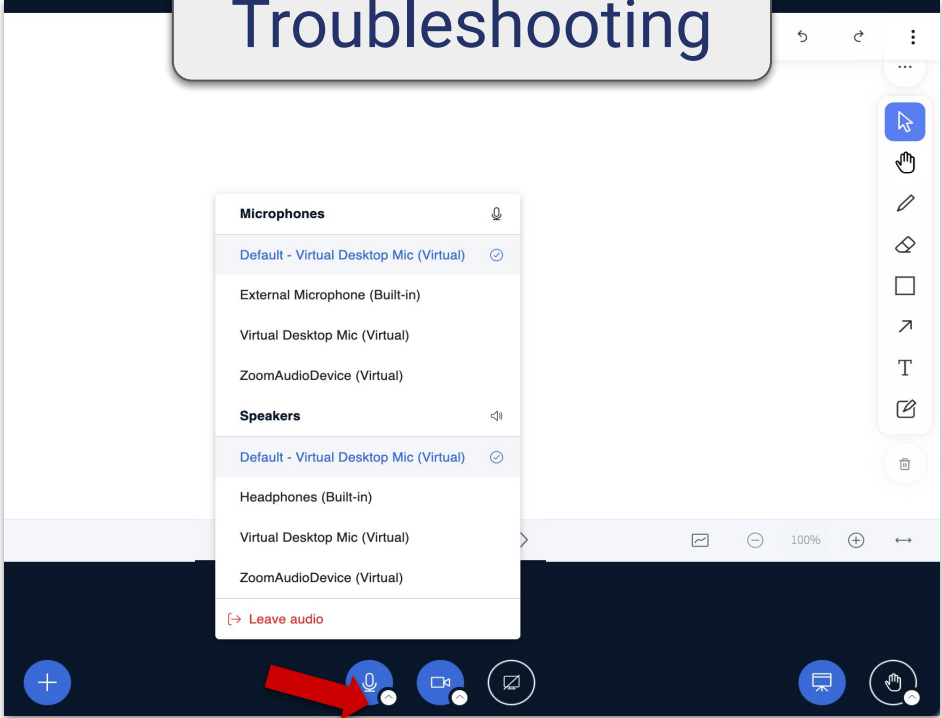 Troubleshooting
Microphones
Default - Virtual Desktop Mic (Virtual)
External Microphone (Built-in)
Virtual Desktop Mic (Virtual)
ZoomAudioDevice (Virtual)
Speakers
Default - Virtual Desktop Mic (Virtual)
Headphones (Built-in)
Virtual Desktop Mic (Virtual)
ZoomAudioDevice (Virtual)
Leave audio
T
100%